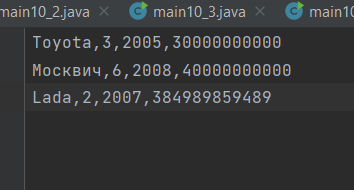 main10_2.java main10_3.java main10
Toyota,3,2005,30000000000
Москвич,6,2008,40000000000
Lada,2,2007,384989859489